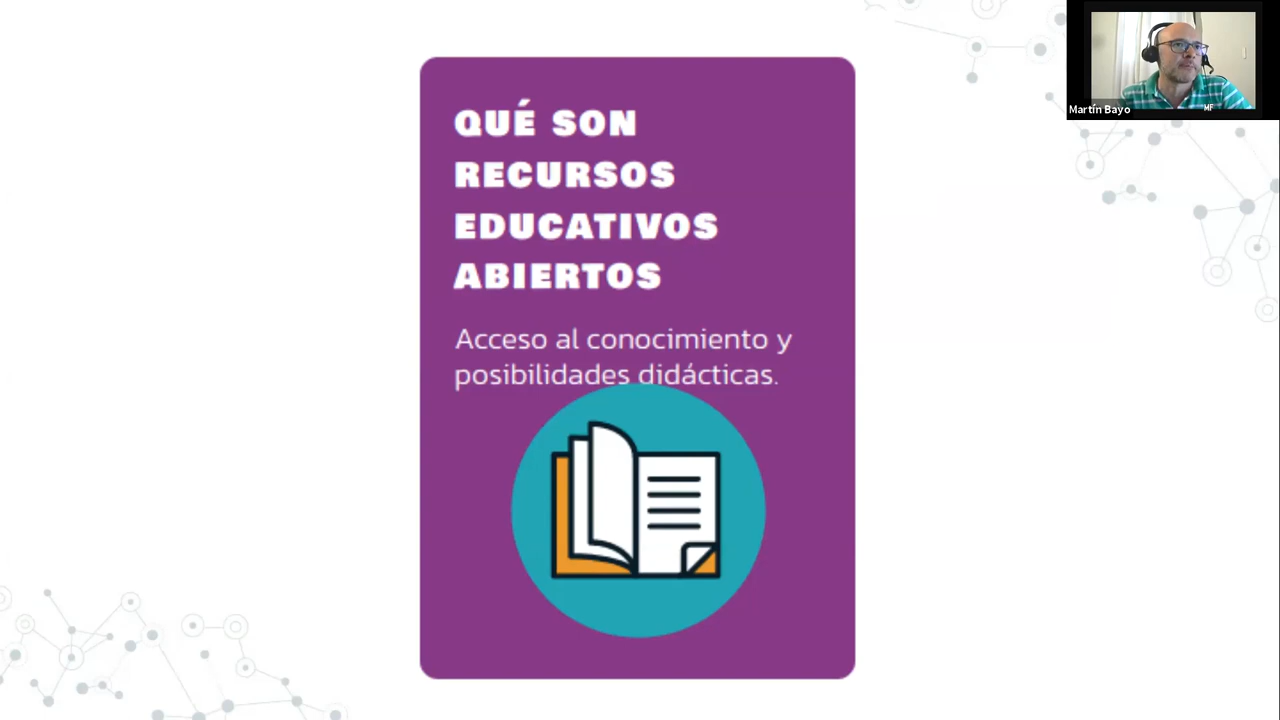 QUÉ SON
RECURSOS
EDUCATIVOS
ABIERTOS
Acceso al conocimiento y
posibilidades didácticas.
Martín Bayo